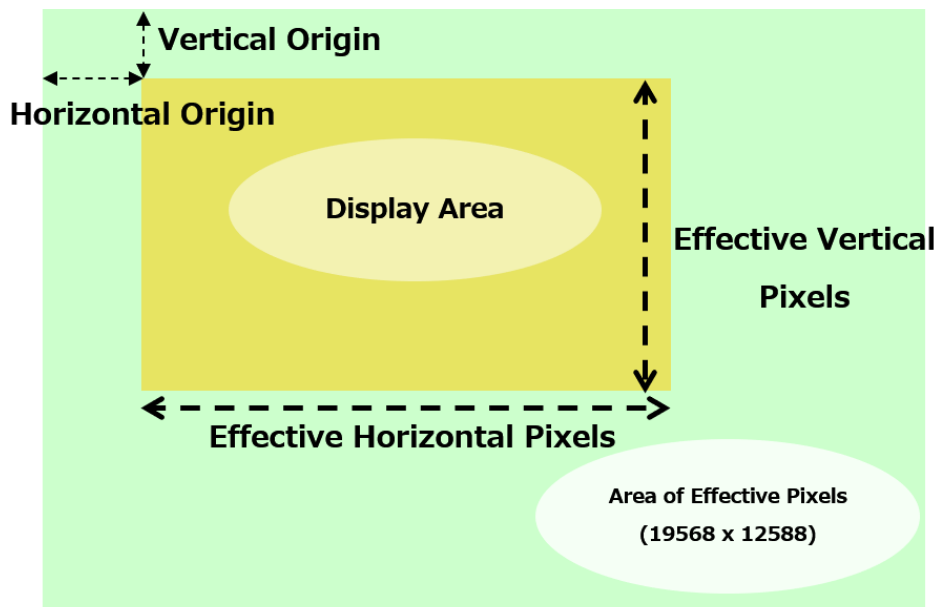 Vertical Origin
Horizontal Origin
Display Area
Effective Vertical
Pixels
Effective Horizontal Pixels
Area of Effective Pixels
(19568 x 12588)